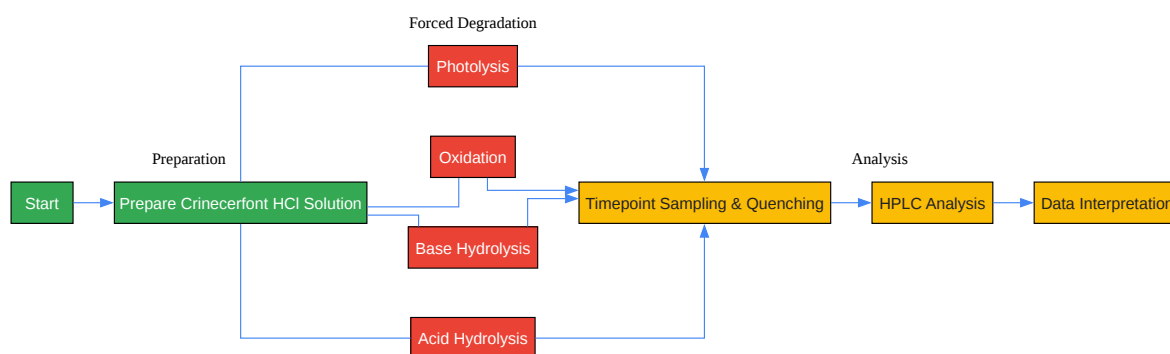 Forced Degradation
Photolysis
Oxidation
Preparation
Analysis
Start
Prepare Crinecerfont HCl Solution
Timepoint Sampling & Quenching
HPLC Analysis
Data Interpretation
Base Hydrolysis
Acid Hydrolysis